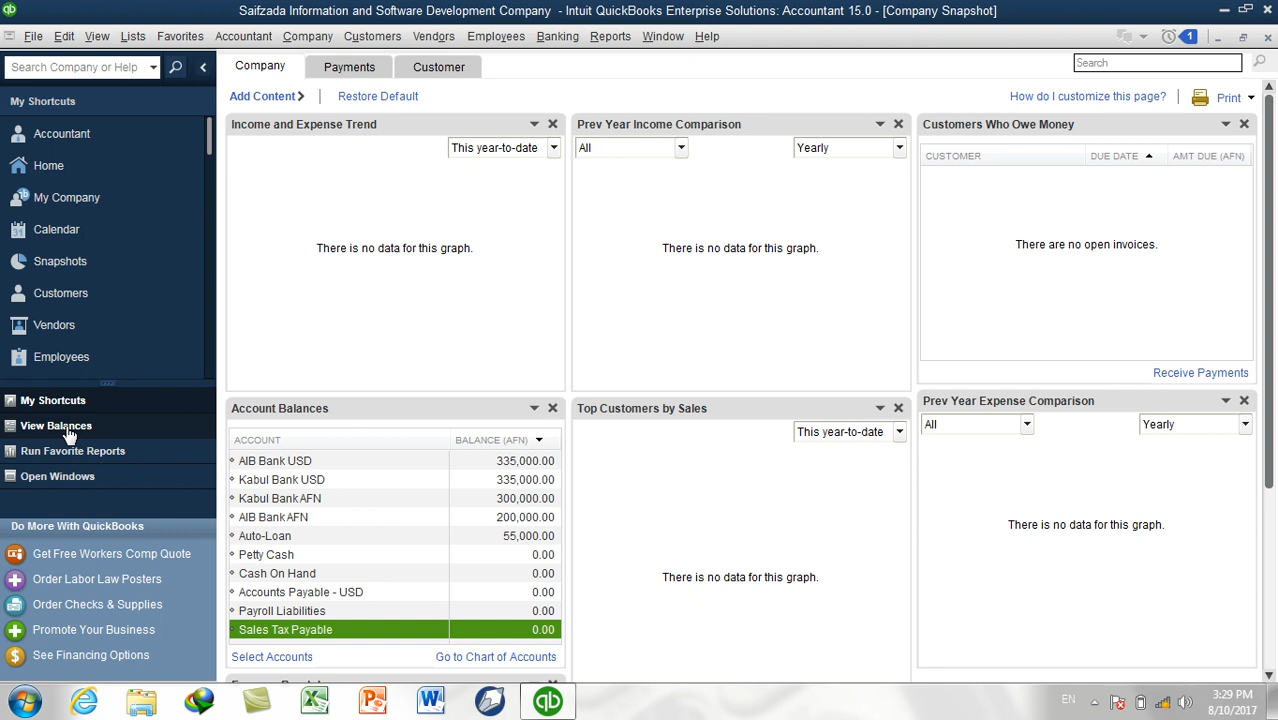 Saifzada Information and Software Development Company - Intuit QuickBooks Enterprise Solutions: Accountant 15.0 - [Company Snapshot]
File Edit View Lists Favorites Accountant Company Customers Vendors Employees Banking Reports Window Help
1
Search Company or Help
My Shortcuts
Accountant
Home
My Company
Calendar
Snapshots
Customers
Vendors
Employees
My Shortcuts
View Balances
Run Favorite Reports
Open Windows
Do More With QuickBooks
Get Free Workers Comp Quote
Order Labor Law Posters
Order Checks & Supplies
Promote Your Business
See Financing Options
Company Payments Customer
Search
Add Content Restore Default
How do I customize this page? Print
Income and Expense Trend
This year-to-date
There is no data for this graph.
Prev Year Income Comparison
All Yearly
There is no data for this graph.
Customers Who Owe Money
CUSTOMER DUE DATE AMT DUE (AFN)
There are no open invoices.
Receive Payments
Account Balances
ACCOUNT BALANCE (AFN)
AIB Bank USD 335,000.00
Kabul Bank USD 335,000.00
Kabul Bank AFN 300,000.00
AIB Bank AFN 200,000.00
Auto-Loan 55,000.00
Petty Cash 0.00
Cash On Hand 0.00
Accounts Payable - USD 0.00
Payroll Liabilities 0.00
Sales Tax Payable 0.00
Select Accounts Go to Chart of Accounts
Top Customers by Sales
This year-to-date
There is no data for this graph.
Prev Year Expense Comparison
All Yearly
There is no data for this graph.
EN
3:29 PM
8/10/2017